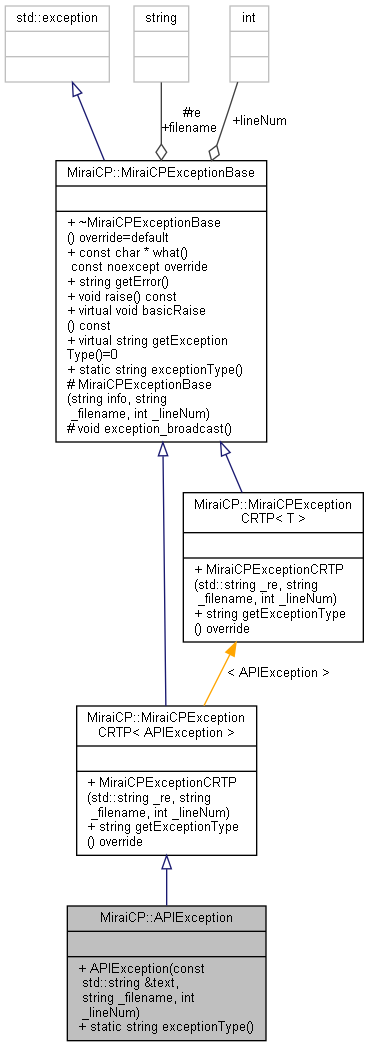 std::exception
string
int
#re
+filename
+lineNum
MiraiCP::MiraiCPExceptionBase
+ ~MiraiCPExceptionBase
() override=default
+ const char * what()
const noexcept override
+ string getError()
+ void raise() const
+ virtual void basicRaise
() const
+ virtual string getException
Type()=0
+ static string exceptionType()
# MiraiCPExceptionBase
(string info, string
_filename, int _lineNum)
# void exception_broadcast()
MiraiCP::MiraiCPException
CRTP< T >
+ MiraiCPExceptionCRTP
(std::string _re, string
_filename, int _lineNum)
+ string getExceptionType
() override
< APIException >
MiraiCP::MiraiCPException
CRTP< APIException >
+ MiraiCPExceptionCRTP
(std::string _re, string
_filename, int _lineNum)
+ string getExceptionType
() override
MiraiCP::APIException
+ APIException(const
std::string &text,
string _filename, int
_lineNum)
+ static string exceptionType()